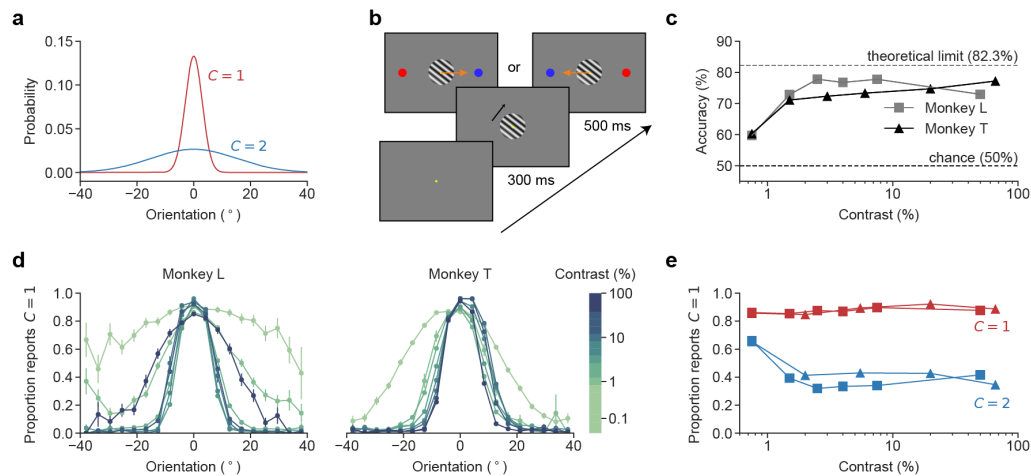 a
0.15
0.10
0.05
0.00
Probability
C = 1
C = 2
−40
−20
0
20
40
Orientation (°)
b
or
500 ms
300 ms
c
90
80
70
60
50
Accuracy (%)
theoretical limit (82.3%)
Monkey L
Monkey T
chance (50%)
1
10
100
Contrast (%)
d
Monkey L
1.0
0.8
0.6
0.4
0.2
0.0
Proportion reports C = 1
−40
−20
0
20
40
Orientation (°)
Monkey T
−40
−20
0
20
40
Orientation (°)
Contrast (%)
100
10
1
0.1
e
1.0
0.8
0.6
0.4
0.2
0.0
Proportion reports C = 1
C = 1
C = 2
1
10
100
Contrast (%)